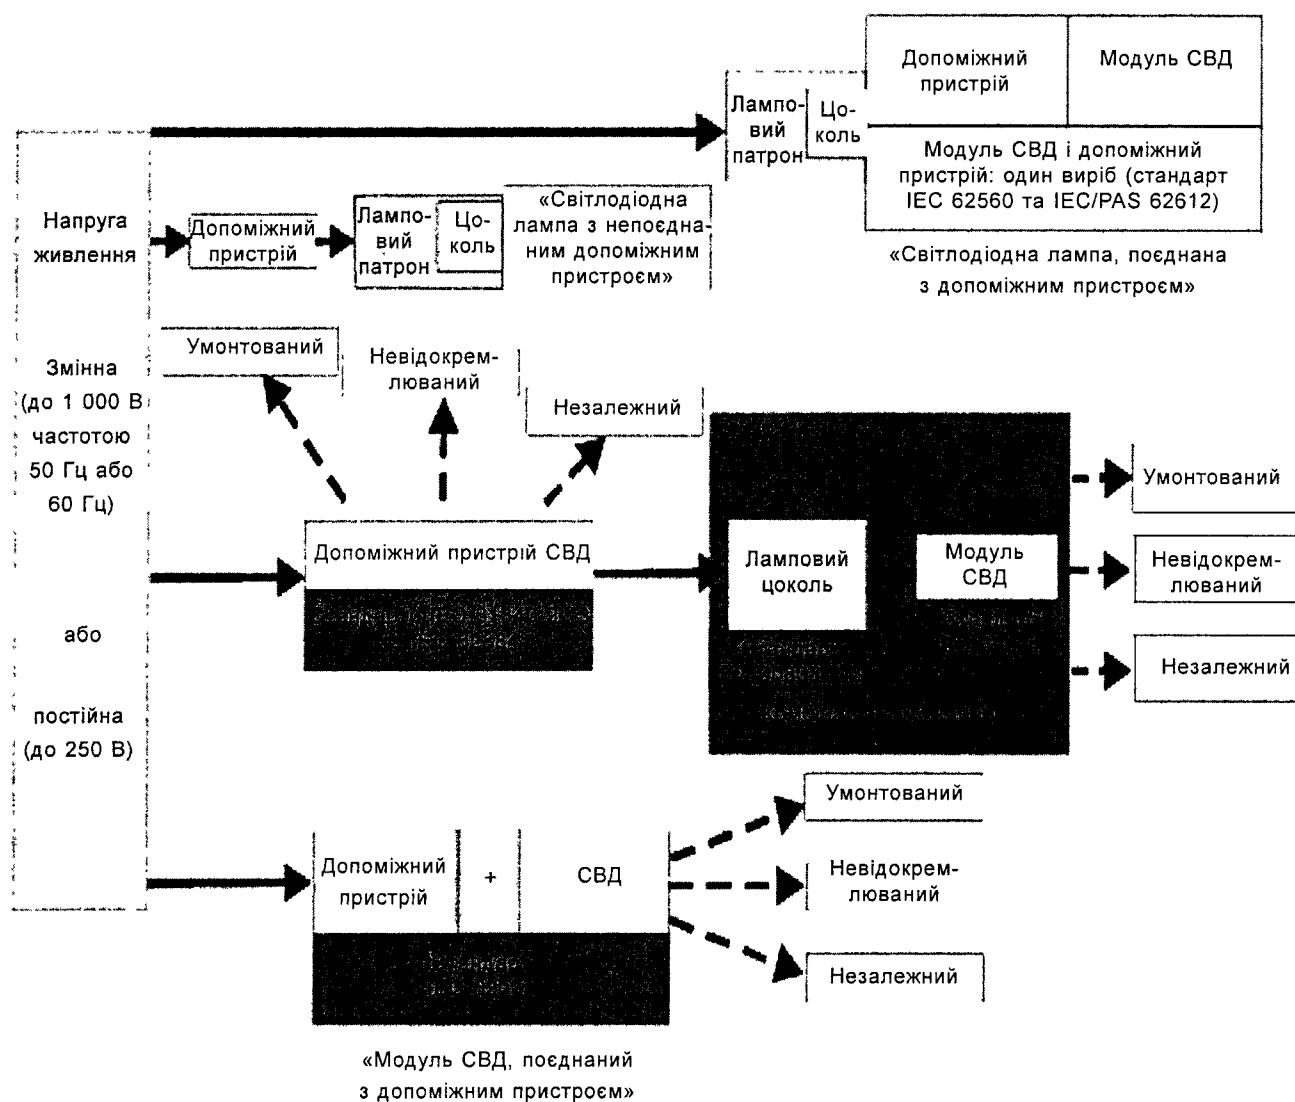 Допоміжний
пристрій
Модуль СВД
Лампо-
вий
патрон
Цо-
коль
Модуль СВД і допоміжний
пристрій: один виріб (стандарт
IEC 62560 та IEC/PAS 62612)
«Світлодіодна лампа, поєднана
з допоміжним пристроєм»
Напруга
живлення
Допоміжний
пристрій
Лампо-
вий
патрон
Цо-
коль
«Світлодіодна
лампа з непоєдна-
ним допоміжним
пристроєм»
Змінна
(до 1 000 В
частотою
50 Гц або
60 Гц)
або
постійна
(до 250 В)
Умонтований
Невідокрем-
люваний
Незалежний
Допоміжний пристрій СВД
Ламповий
цоколь
Модуль
СВД
Умонтований
Невідокрем-
люваний
Незалежний
Допоміжний
пристрій
+
СВД
Умонтований
Невідокрем-
люваний
Незалежний
«Модуль СВД, поєднаний
з допоміжним пристроєм»